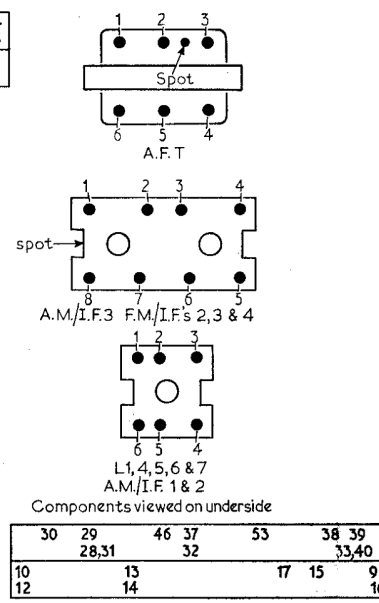 1 2 3
Spot
6 5 4
A.F.T
1 2 3 4
spot
8 7 6 5
A.M./I.F.3 F.M./I.F.'s 2,3 & 4
1 2 3
6 5 4
L1,4,5,6 & 7
A.M./I.F. 1 & 2
Components viewed on underside
30 29 46 37 53 38 39
28,31 32 33,40
10 13 17 15 9
12 14